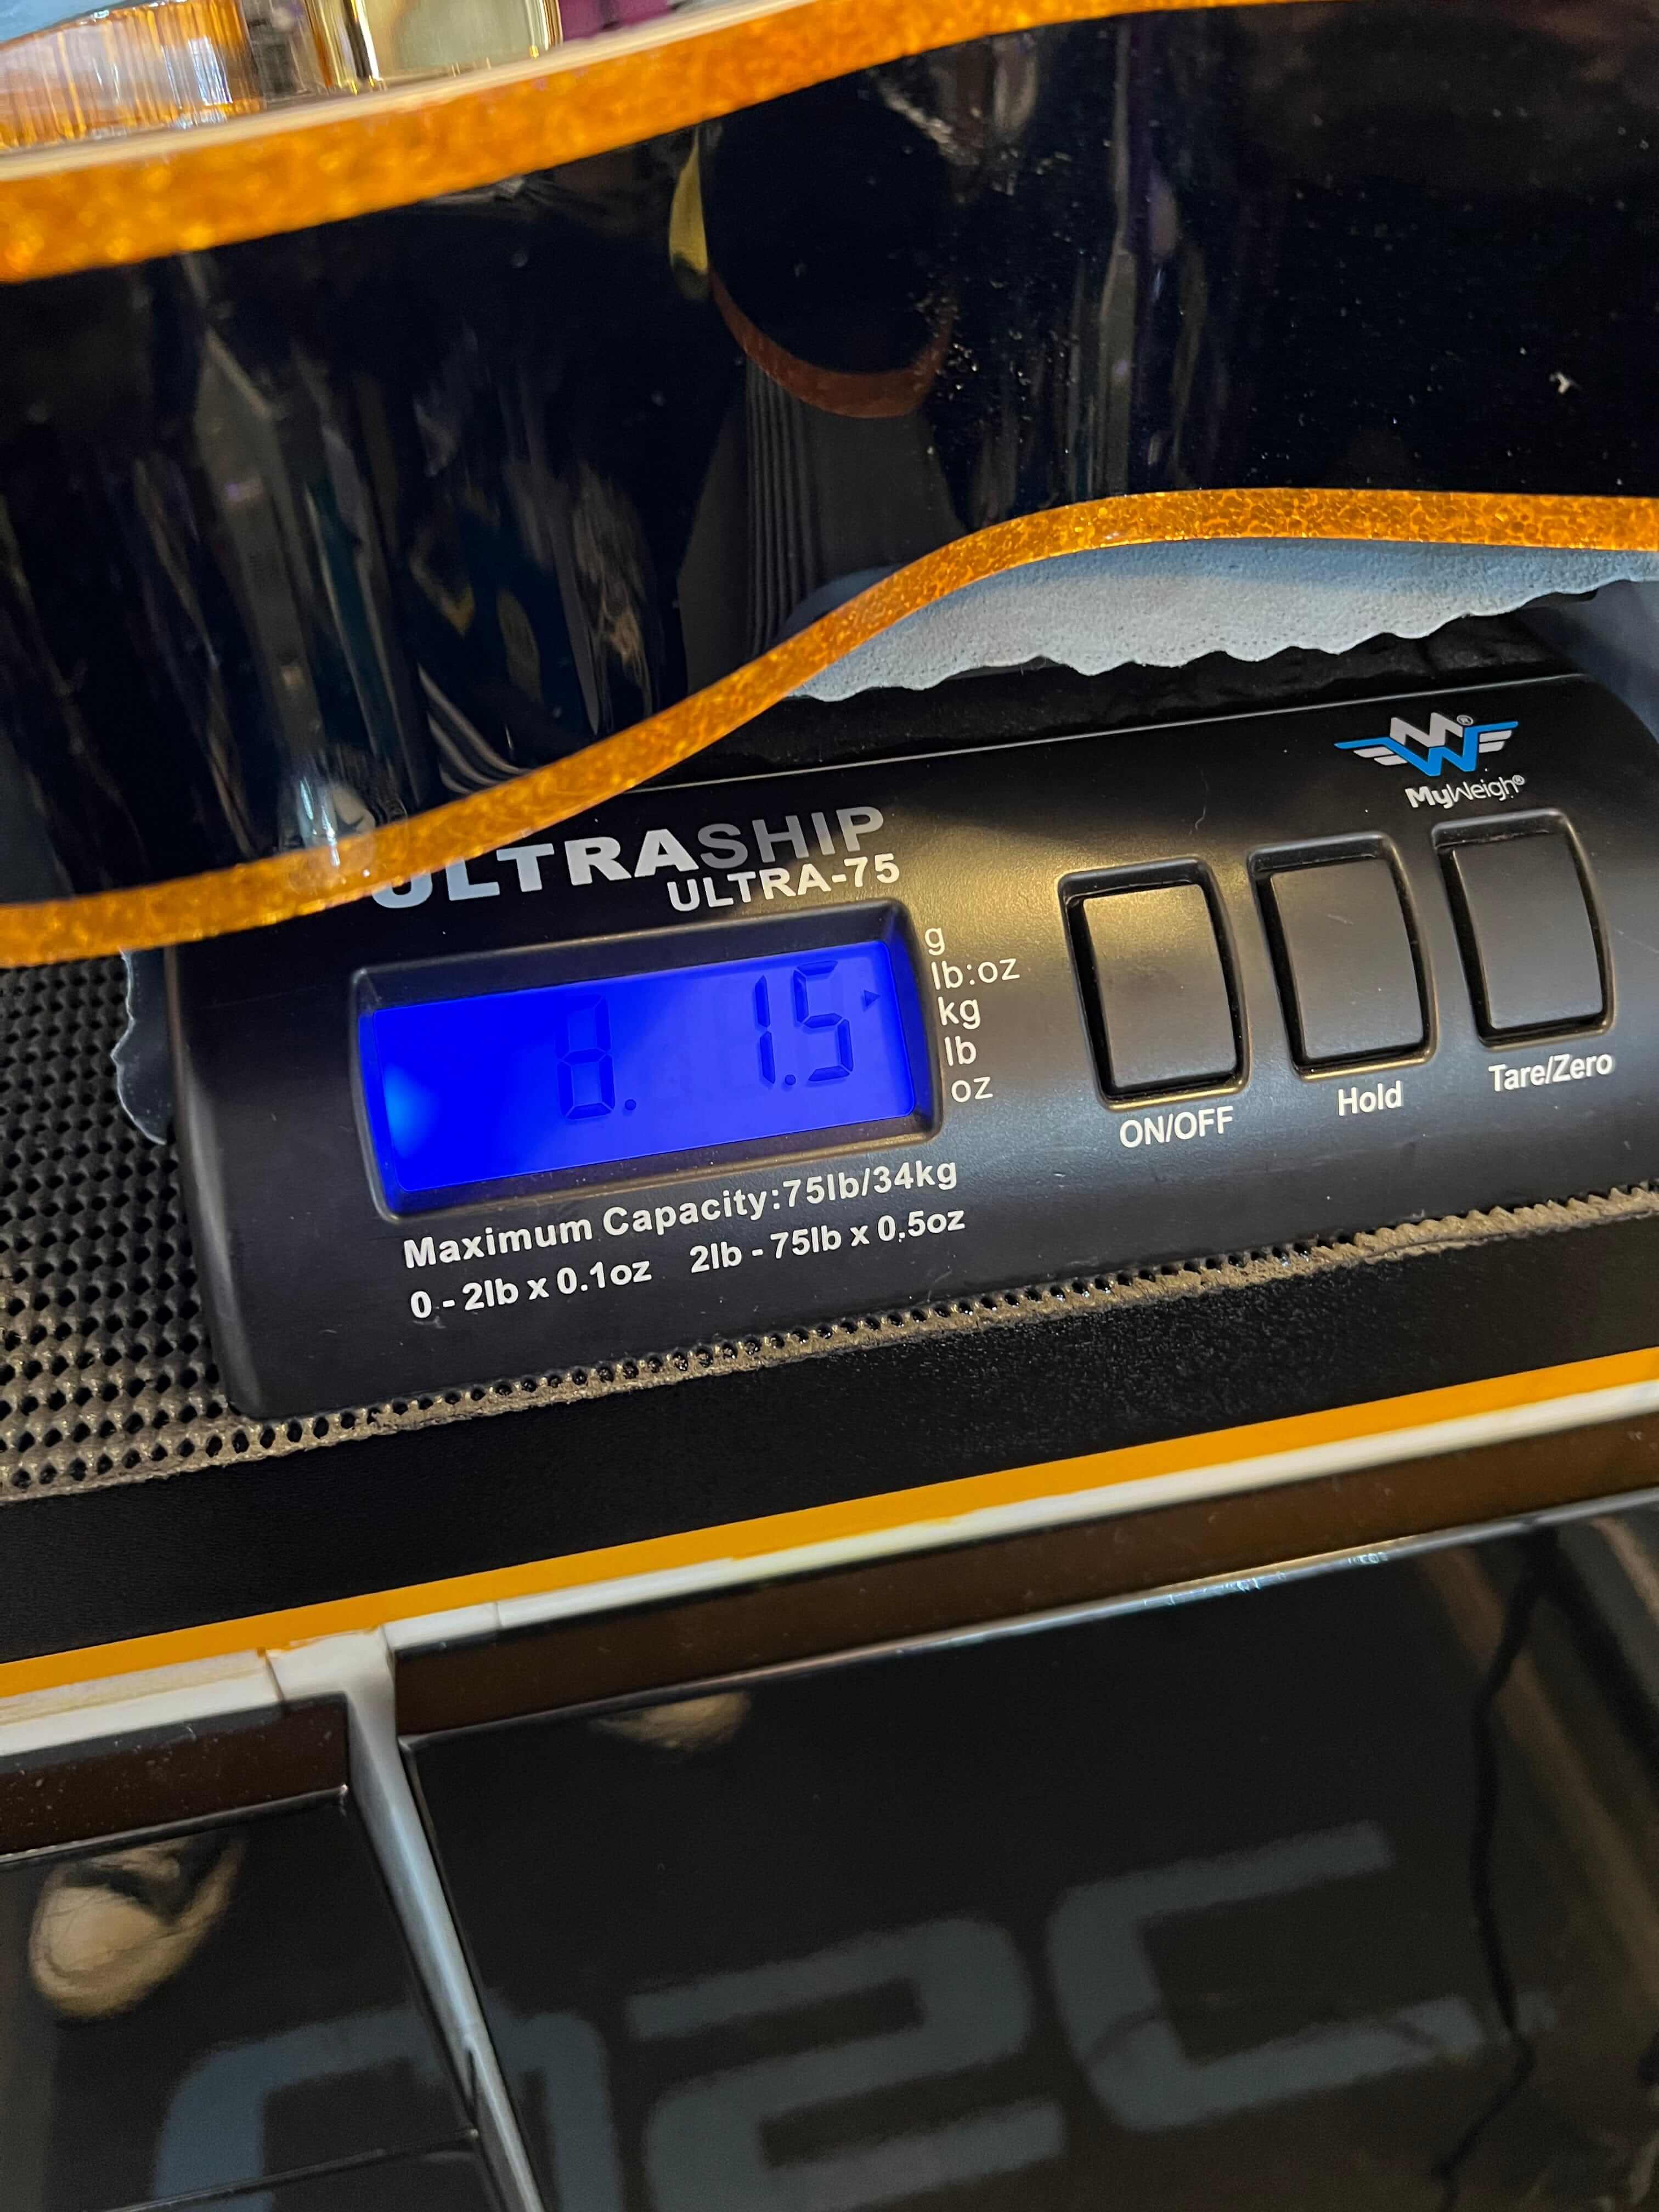 MyWeigh®
ULTRASHIP
ULTRA-75
8. 1.5
g
lb:oz
kg
lb
oz
ON/OFF
Hold
Tare/Zero
Maximum Capacity:75lb/34kg
0 - 2lb x 0.1oz 2lb - 75lb x 0.5oz